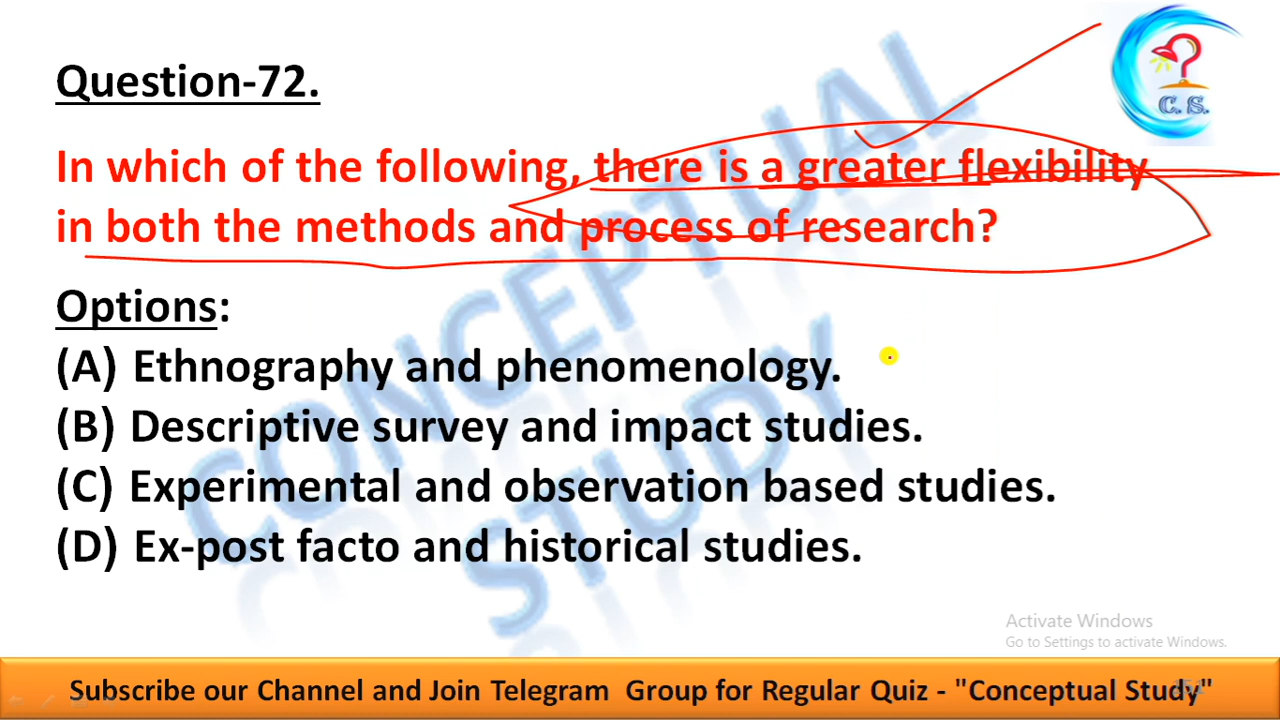 C. S.
Question-72.
In which of the following, there is a greater flexibility
in both the methods and process of research?
CONCEPTUAL
STUDY
Options:
(A) Ethnography and phenomenology.
(B) Descriptive survey and impact studies.
(C) Experimental and observation based studies.
(D) Ex-post facto and historical studies.
Activate Windows
Go to Settings to activate Windows.
Subscribe our Channel and Join Telegram Group for Regular Quiz - "Conceptual Study"